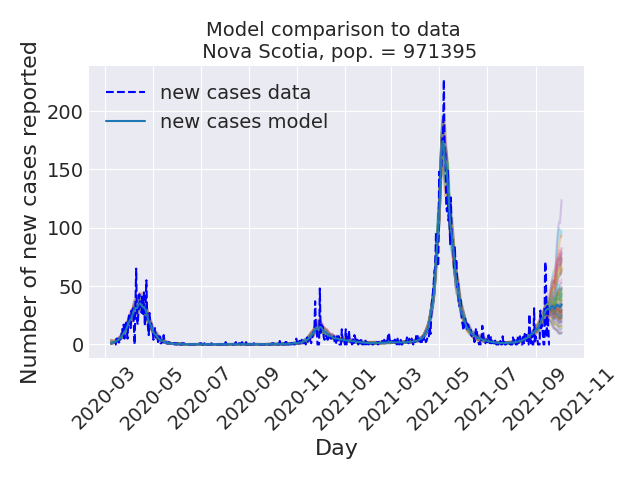 Model comparison to data
Nova Scotia, pop. = 971395
Number of new cases reported
200
150
100
50
0
new cases data
new cases model
2020-03
2020-05
2020-07
2020-09
2020-11
2021-01
2021-03
2021-05
2021-07
2021-09
2021-11
Day